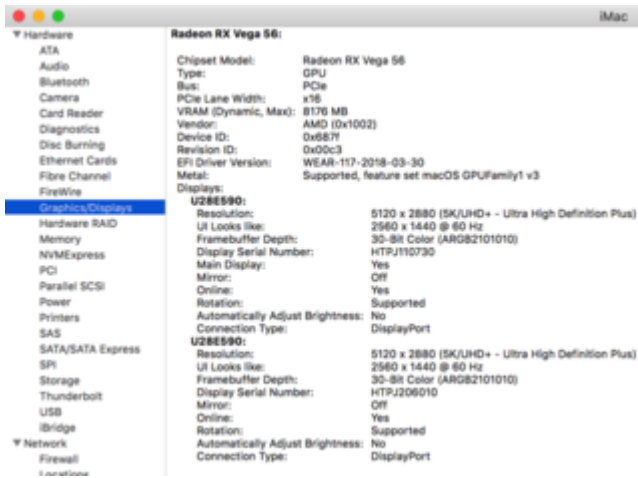 iMac
Hardware
ATA
Audio
Bluetooth
Camera
Card Reader
Diagnostics
Disc Burning
Ethernet Cards
Fibre Channel
FireWire
Graphics/Displays
Hardware RAID
Memory
NVMExpress
PCI
Parallel SCSI
Power
Printers
SAS
SATA/SATA Express
SPI
Storage
Thunderbolt
USB
iBridge
Network
Firewall
Locations
Radeon RX Vega 56:
Chipset Model: Radeon RX Vega 56
Type: GPU
Bus: PCIe
PCIe Lane Width: x16
VRAM (Dynamic, Max): 8176 MB
Vendor: AMD (0x1002)
Device ID: 0x687f
Revision ID: 0x00c3
EFI Driver Version: WEAR-117-2018-03-30
Metal: Supported, feature set macOS GPUFamily1 v3
Displays:
U28E590:
Resolution: 5120 x 2880 (5K/UHD+ - Ultra High Definition Plus)
UI Looks like: 2560 x 1440 @ 60 Hz
Framebuffer Depth: 30-Bit Color (ARGB2101010)
Display Serial Number: HTPJ110730
Main Display: Yes
Mirror: Off
Online: Yes
Rotation: Supported
Automatically Adjust Brightness: No
Connection Type: DisplayPort
U28E590:
Resolution: 5120 x 2880 (5K/UHD+ - Ultra High Definition Plus)
UI Looks like: 2560 x 1440 @ 60 Hz
Framebuffer Depth: 30-Bit Color (ARGB2101010)
Display Serial Number: HTPJ206010
Mirror: Off
Online: Yes
Rotation: Supported
Automatically Adjust Brightness: No
Connection Type: DisplayPort